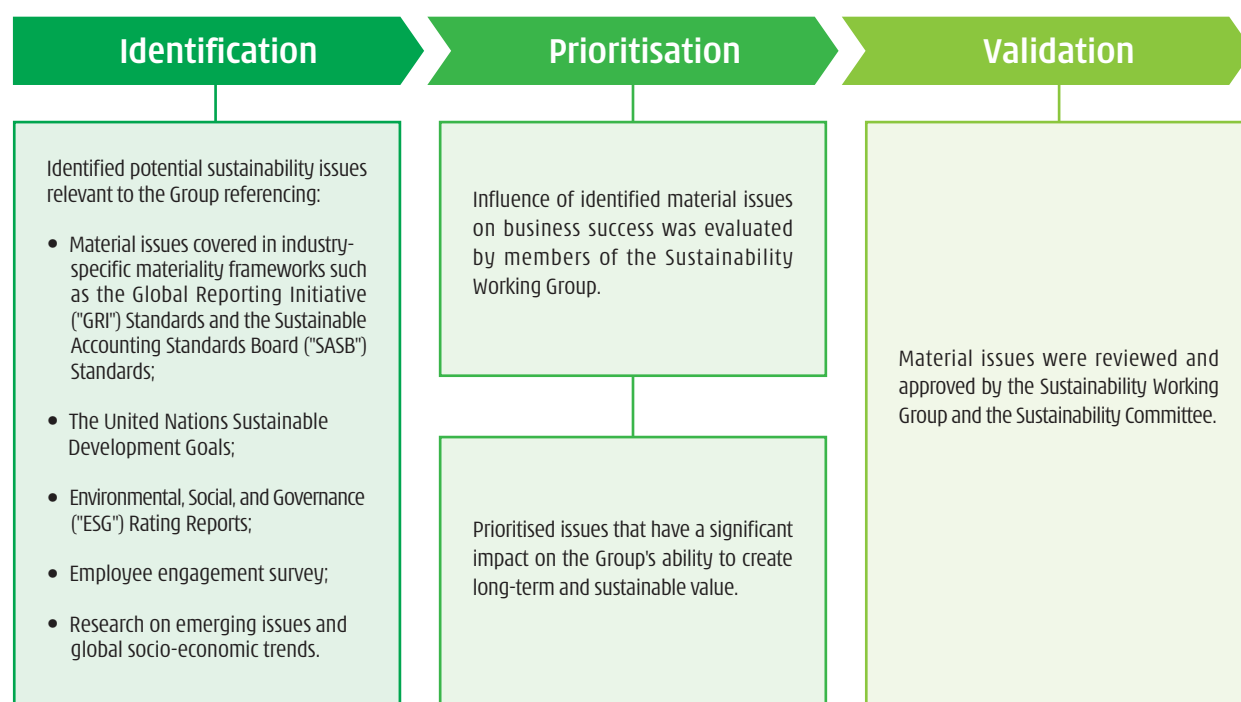 Identification
Prioritisation
Validation
Identified potential sustainability issues
relevant to the Group referencing:
• Material issues covered in industry-
specific materiality frameworks such
as the Global Reporting Initiative
("GRI") Standards and the Sustainable
Accounting Standards Board ("SASB")
Standards;
• The United Nations Sustainable
Development Goals;
• Environmental, Social, and Governance
("ESG") Rating Reports;
• Employee engagement survey;
• Research on emerging issues and
global socio-economic trends.
Influence of identified material issues
on business success was evaluated
by members of the Sustainability
Working Group.
Prioritised issues that have a significant
impact on the Group's ability to create
long-term and sustainable value.
Material issues were reviewed and
approved by the Sustainability Working
Group and the Sustainability Committee.